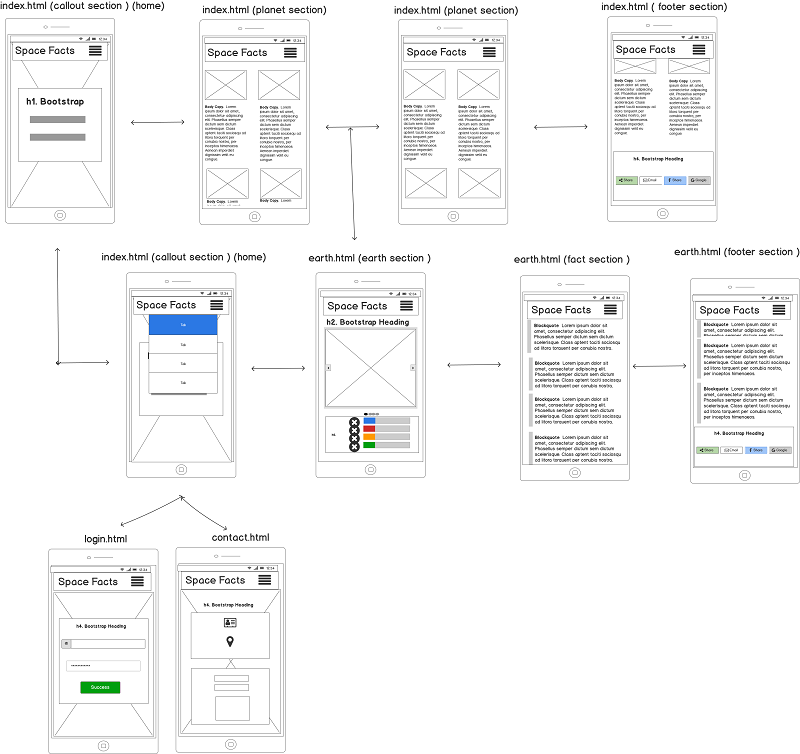 index.html (callout section ) (home)
12:34
Space Facts
h1. Bootstrap
index.html (planet section)
12:34
Space Facts
Body Copy. Lorem
ipsum dolor sit amet,
consectetur adipiscing
elit. Phasellus semper
dictum sem dictum
scelerisque. Class
aptent taciti sociosqu ad
litora torquent per
conubia nostra, per
inceptos himenaeos.
Aenean imperdiet
dignissim velit eu
congue
Body Copy. Lorem
ipsum dolor sit amet,
consectetur adipiscing
elit. Phasellus semper
dictum sem dictum
scelerisque. Class
aptent taciti sociosqu ad
litora torquent per
conubia nostra, per
inceptos himenaeos.
Aenean imperdiet
dignissim velit eu
congue
Body Copy. Lorem
Body Copy. Lorem
index.html (planet section)
12:34
Space Facts
Body Copy. Lorem
ipsum dolor sit amet,
consectetur adipiscing
elit. Phasellus semper
dictum sem dictum
scelerisque. Class
aptent taciti sociosqu ad
litora torquent per
conubia nostra, per
inceptos himenaeos.
Aenean imperdiet
dignissim velit eu
congue
Body Copy. Lorem
ipsum dolor sit amet,
consectetur adipiscing
elit. Phasellus semper
dictum sem dictum
scelerisque. Class
aptent taciti sociosqu ad
litora torquent per
conubia nostra, per
inceptos himenaeos.
Aenean imperdiet
dignissim velit eu
congue
index.html ( footer section)
12:34
Space Facts
Body Copy. Lorem
ipsum dolor sit amet,
consectetur adipiscing
elit. Phasellus semper
dictum sem dictum
scelerisque. Class
aptent taciti sociosqu ad
litora torquent per
conubia nostra, per
inceptos himenaeos.
Aenean imperdiet
dignissim velit eu
congue
Body Copy. Lorem
ipsum dolor sit amet,
consectetur adipiscing
elit. Phasellus semper
dictum sem dictum
scelerisque. Class
aptent taciti sociosqu ad
litora torquent per
conubia nostra, per
inceptos himenaeos.
Aenean imperdiet
dignissim velit eu
congue
h4. Bootstrap Heading
Share Email Share Google
index.html (callout section ) (home)
12:34
Space Facts
Tab
Tab
Tab
Tab
earth.html (earth section )
12:34
Space Facts
h2. Bootstrap Heading
h4.
earth.html (fact section )
12:34
Space Facts
Blockquote Lorem ipsum dolor sit
amet, consectetur adipiscing elit.
Phasellus semper dictum sem dictum
scelerisque. Class aptent taciti sociosqu
ad litora torquent per conubia nostra.
Blockquote Lorem ipsum dolor sit
amet, consectetur adipiscing elit.
Phasellus semper dictum sem dictum
scelerisque. Class aptent taciti sociosqu
ad litora torquent per conubia nostra.
Blockquote Lorem ipsum dolor sit
amet, consectetur adipiscing elit.
Phasellus semper dictum sem dictum
scelerisque. Class aptent taciti sociosqu
ad litora torquent per conubia nostra.
Blockquote Lorem ipsum dolor sit
amet, consectetur adipiscing elit.
Phasellus semper dictum sem dictum
scelerisque. Class aptent taciti sociosqu
ad litora torquent per conubia nostra.
earth.html (footer section )
12:34
Space Facts
Blockquote Lorem ipsum dolor sit
amet, consectetur adipiscing elit.
Phasellus semper dictum sem dictum
Blockquote Lorem ipsum dolor sit
amet, consectetur adipiscing elit.
Phasellus semper dictum sem dictum
scelerisque. Class aptent taciti sociosqu
ad litora torquent per conubia nostra,
per inceptos himenaeos.
Blockquote Lorem ipsum dolor sit
amet, consectetur adipiscing elit.
Phasellus semper dictum sem dictum
scelerisque. Class aptent taciti sociosqu
ad litora torquent per conubia nostra.
h4. Bootstrap Heading
Share Email Share Google
login.html
12:34
Space Facts
h4. Bootstrap Heading
Success
contact.html
12:34
Space Facts
h4. Bootstrap Heading